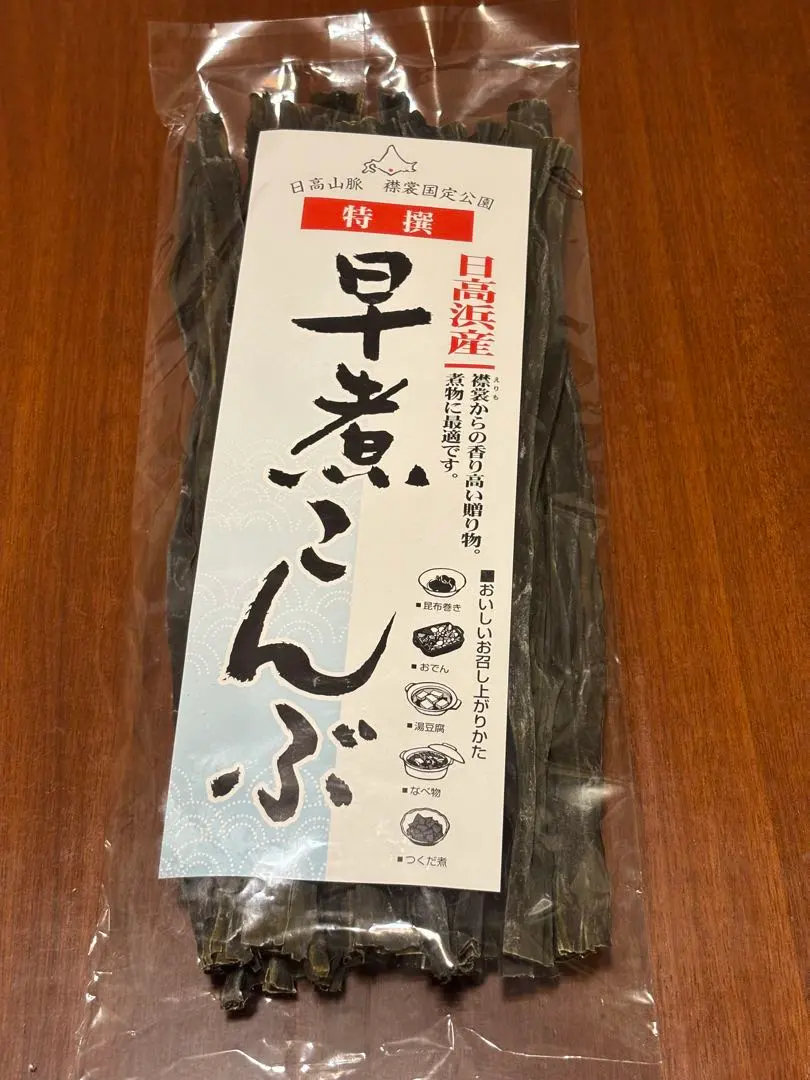 日高山脈　襟裳国定公園
特撰
日高浜産
早煮こんぶ
襟裳からの香り高い贈り物。
えりも
煮物に最適です。
■おいしいお召し上がりかた
■昆布巻き
■おでん
■湯豆腐
■なべ物
■つくだ煮